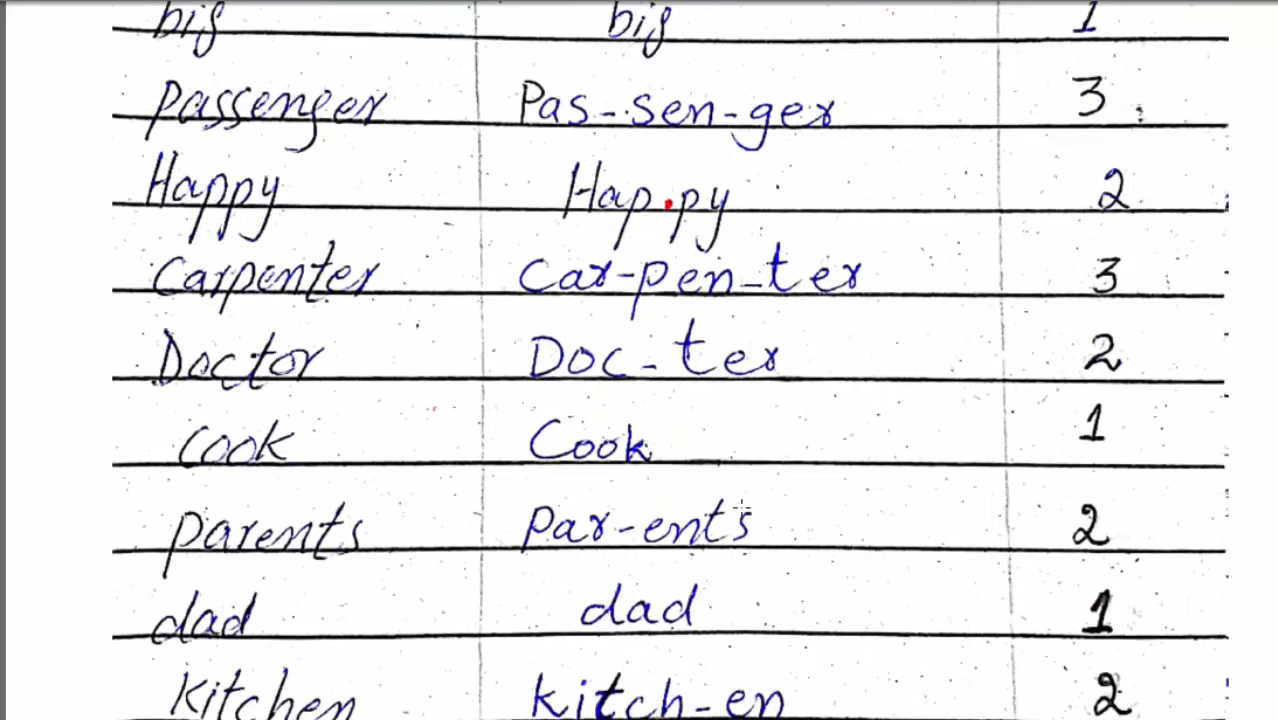 big big 1
Passenger Pas-sen-ger 3
Happy Hap.py 2
Carpenter Car-pen-ter 3
Doctor Doc-ter 2
Cook Cook 1
Parents Par-ents 2
dad dad 1
Kitchen kitch-en 2